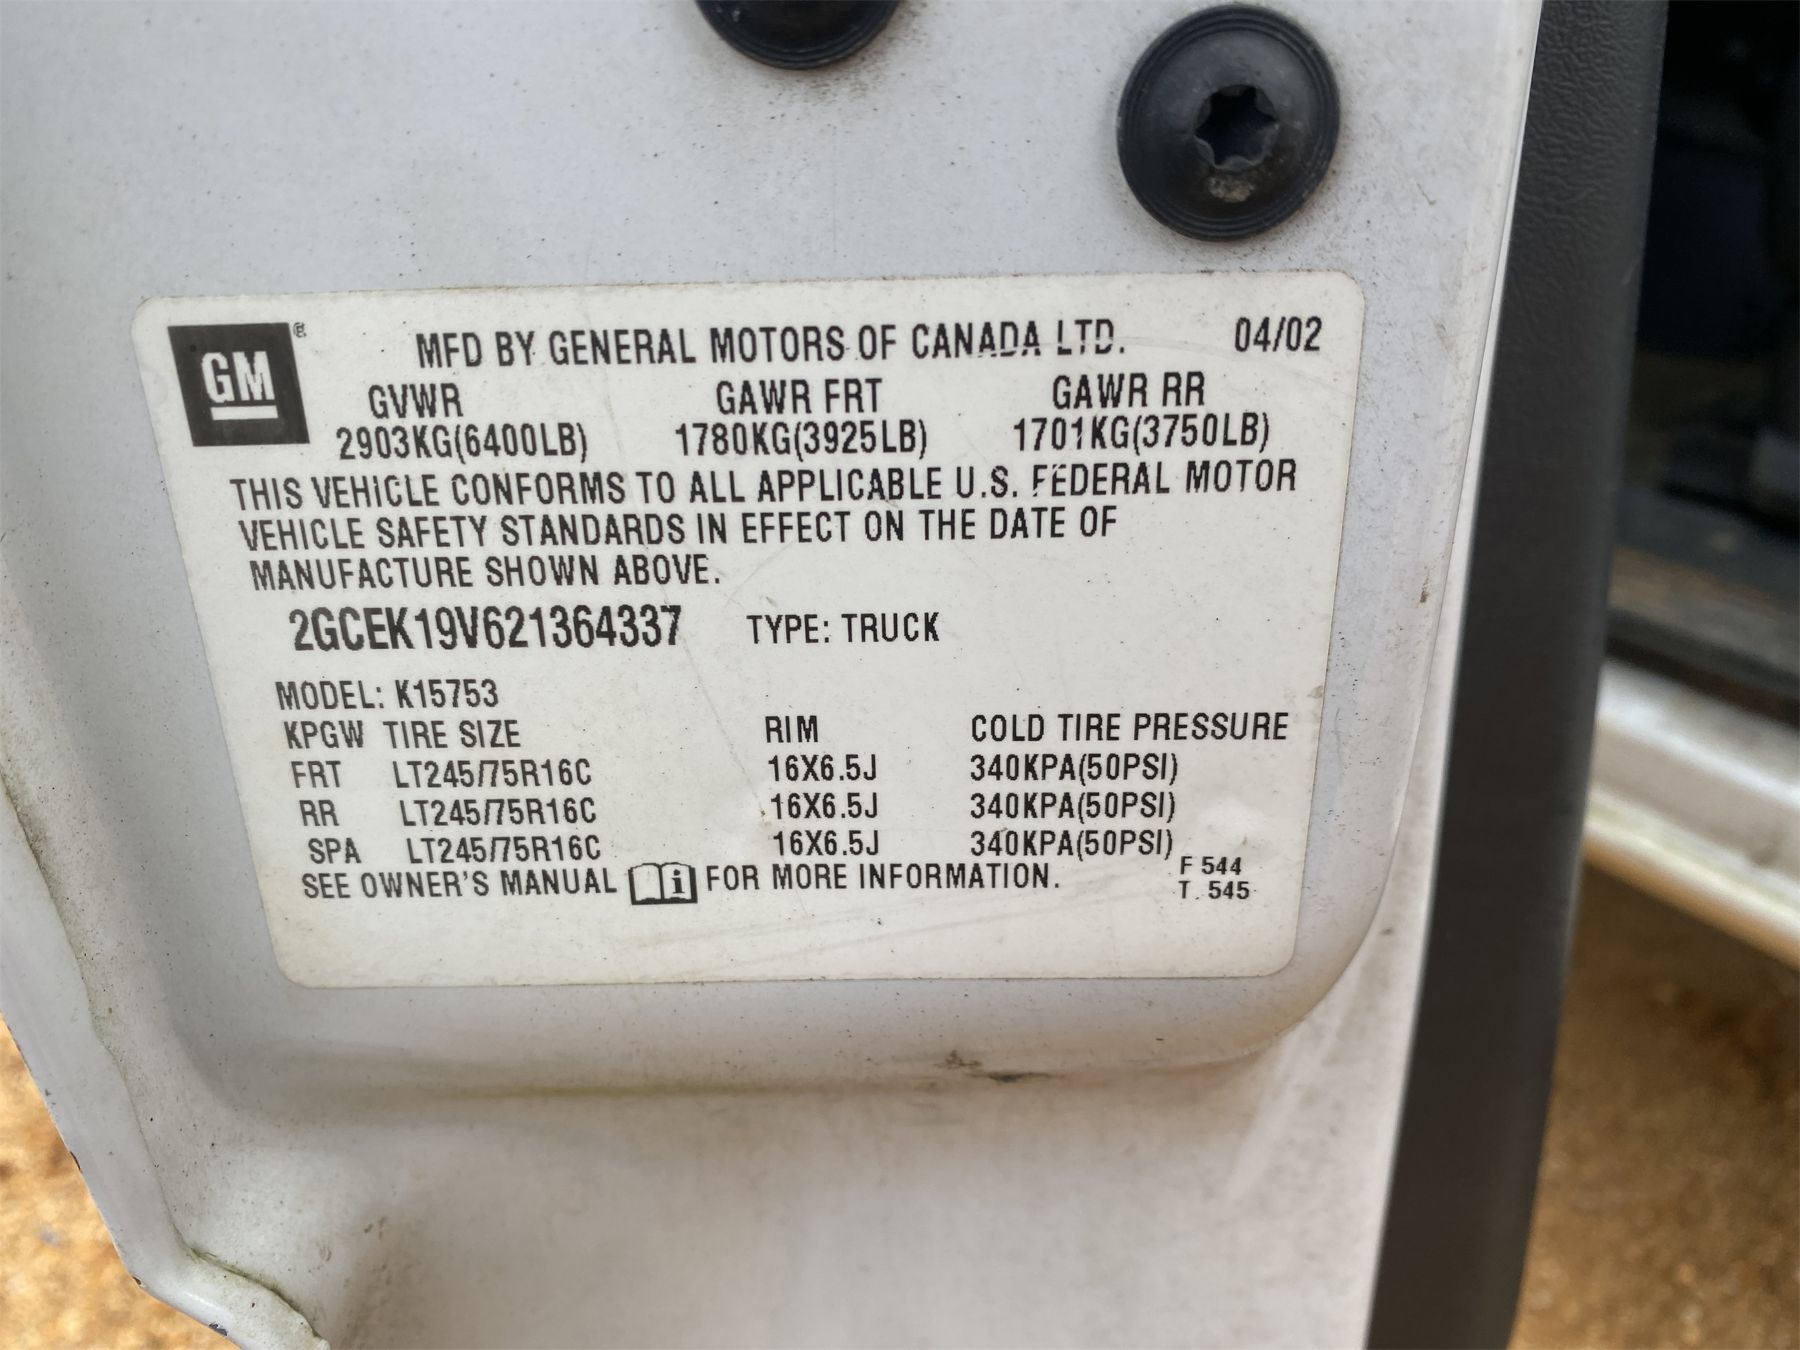 GM ®
MFD BY GENERAL MOTORS OF CANADA LTD. 04/02
GVWR GAWR FRT GAWR RR
2903KG(6400LB) 1780KG(3925LB) 1701KG(3750LB)
THIS VEHICLE CONFORMS TO ALL APPLICABLE U.S. FEDERAL MOTOR
VEHICLE SAFETY STANDARDS IN EFFECT ON THE DATE OF
MANUFACTURE SHOWN ABOVE.
2GCEK19V621364337 TYPE: TRUCK
MODEL: K15753
KPGW TIRE SIZE RIM COLD TIRE PRESSURE
FRT LT245/75R16C 16X6.5J 340KPA(50PSI)
RR LT245/75R16C 16X6.5J 340KPA(50PSI)
SPA LT245/75R16C 16X6.5J 340KPA(50PSI)
SEE OWNER'S MANUAL i FOR MORE INFORMATION.
F 544
T. 545